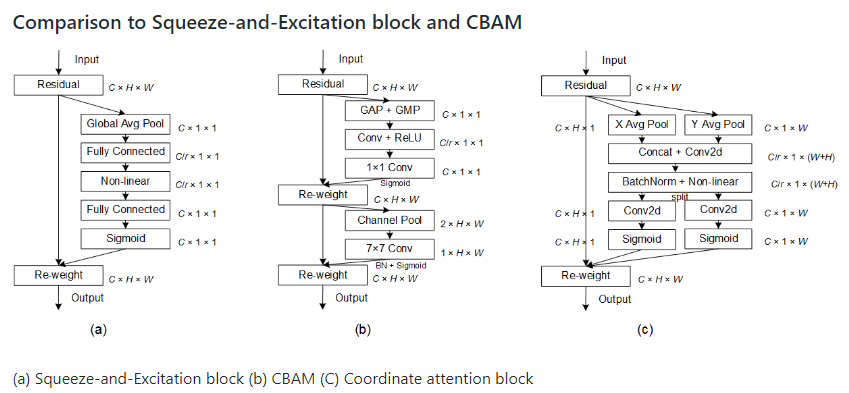 Comparison to Squeeze-and-Excitation block and CBAM
Input
Residual
C × H × W
Global Avg Pool
C × 1 × 1
Fully Connected
C/r × 1 × 1
Non-linear
C/r × 1 × 1
Fully Connected
C × 1 × 1
Sigmoid
C × 1 × 1
Re-weight
C × H × W
Output
(a)
Input
Residual
C × H × W
GAP + GMP
C × 1 × 1
Conv + ReLU
C/r × 1 × 1
1×1 Conv
C × 1 × 1
Sigmoid
Re-weight
C × H × W
Channel Pool
2 × H × W
7×7 Conv
1 × H × W
BN + Sigmoid
Re-weight
C × H × W
Output
(b)
Input
Residual
C × H × W
C × H × 1
X Avg Pool
Y Avg Pool
C × 1 × W
Concat + Conv2d
C/r × 1 × (W+H)
BatchNorm + Non-linear
C/r × 1 × (W+H)
split
C × H × 1
Conv2d
Conv2d
C × 1 × W
C × H × 1
Sigmoid
Sigmoid
C × 1 × W
Re-weight
C × H × W
Output
(c)
(a) Squeeze-and-Excitation block (b) CBAM (C) Coordinate attention block